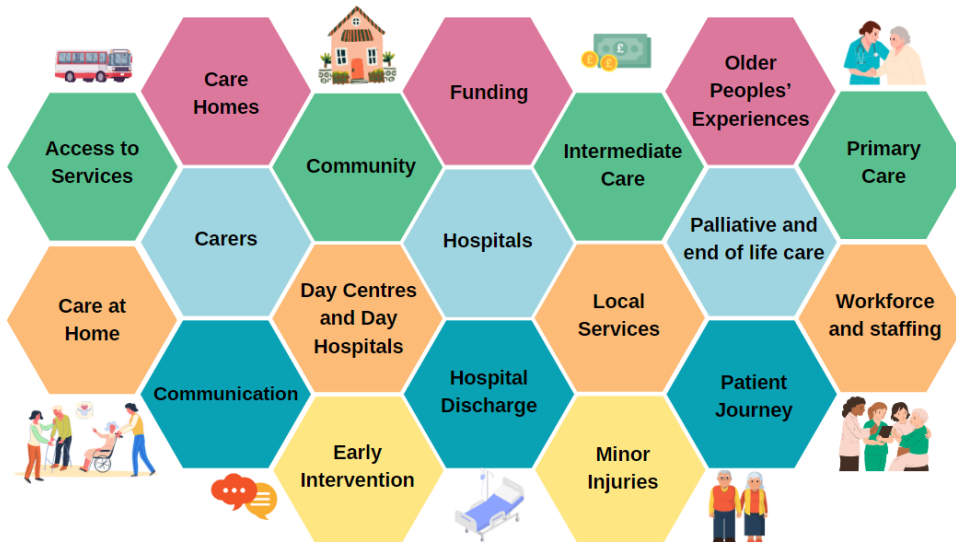 Care
Homes
Funding
Older
Peoples’
Experiences
Access to
Services
Community
Intermediate
Care
Primary
Care
Carers
Hospitals
Palliative and
end of life care
Care at
Home
Day Centres
and Day
Hospitals
Local
Services
Workforce
and staffing
Communication
Hospital
Discharge
Patient
Journey
Early
Intervention
Minor
Injuries
£
£
£